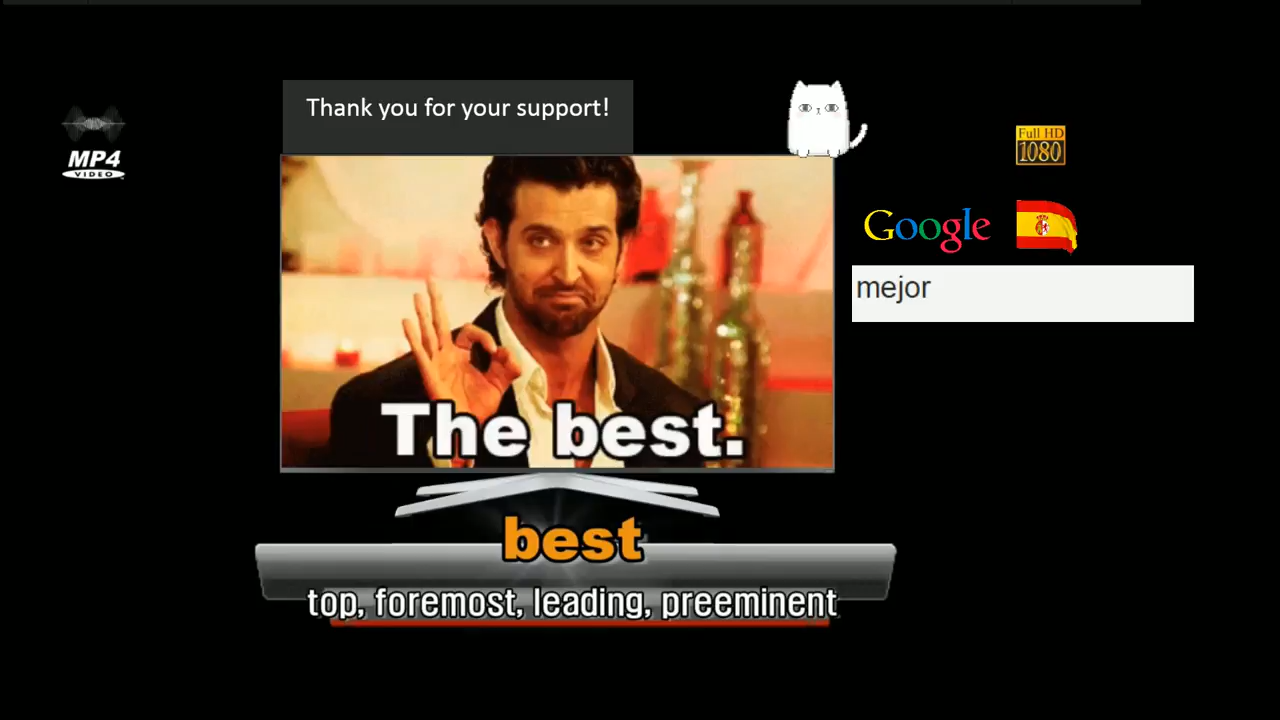 Thank you for your support!
MP4
VIDEO
Full HD
1080
Google
mejor
The best.
best
top, foremost, leading, preeminent